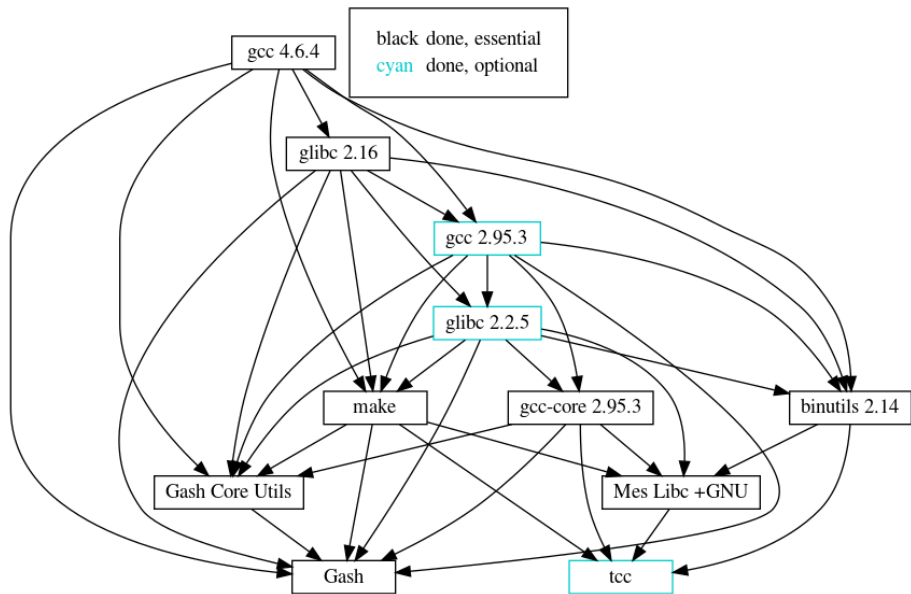 black done, essential
cyan done, optional
gcc 4.6.4
glibc 2.16
gcc 2.95.3
glibc 2.2.5
make
gcc-core 2.95.3
binutils 2.14
Gash Core Utils
Mes Libc +GNU
Gash
tcc